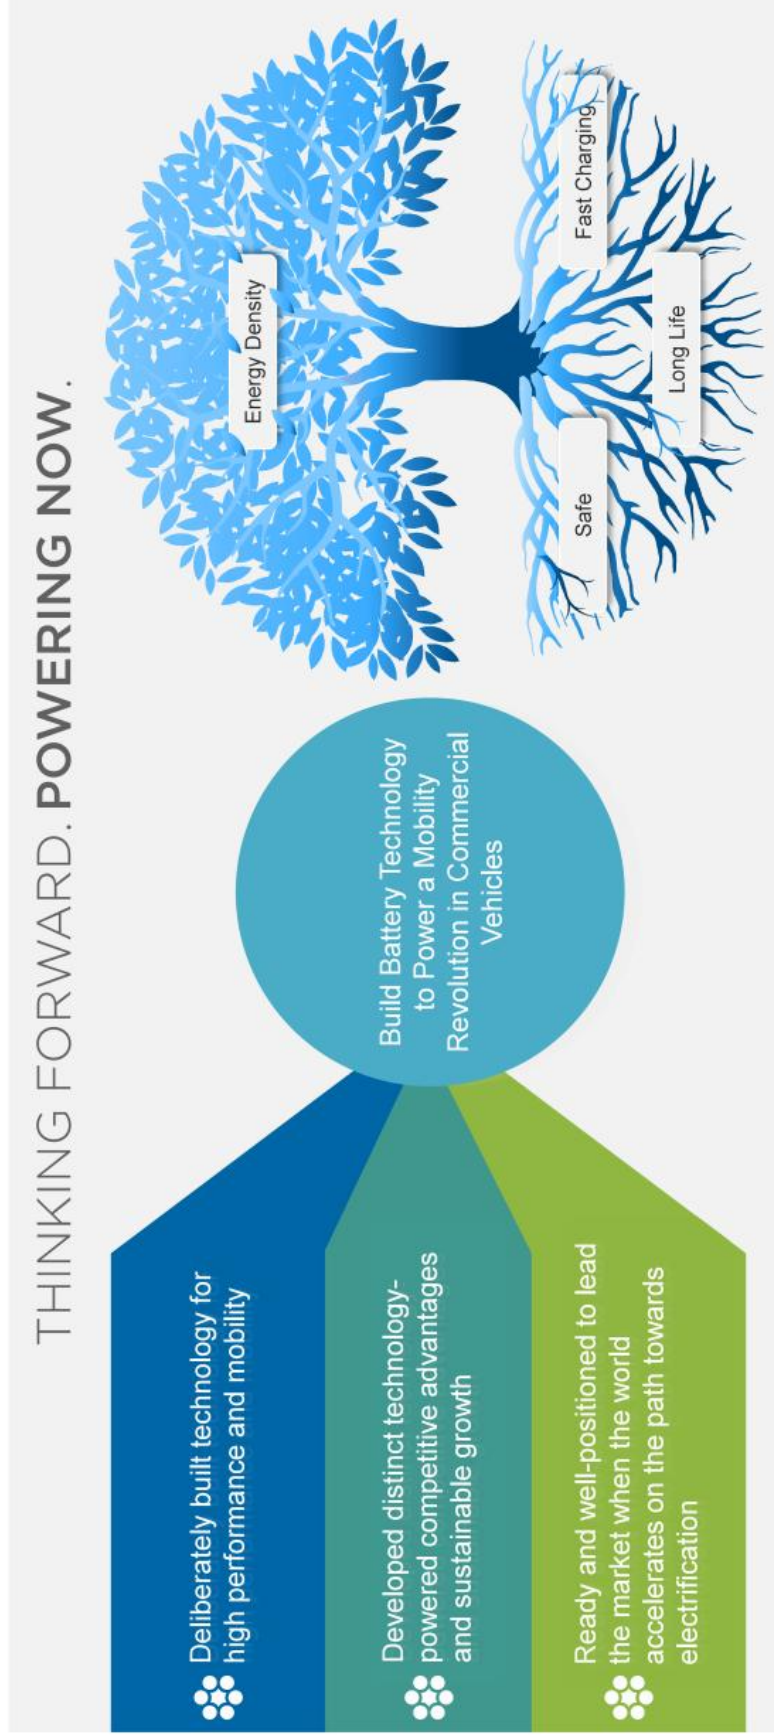 THINKING FORWARD. POWERING NOW.
Deliberately built technology for
high performance and mobility
Developed distinct technology-
powered competitive advantages
and sustainable growth
Ready and well-positioned to lead
the market when the world
accelerates on the path towards
electrification
Build Battery Technology
to Power a Mobility
Revolution in Commercial
Vehicles
Energy Density
Safe
Fast Charging
Long Life